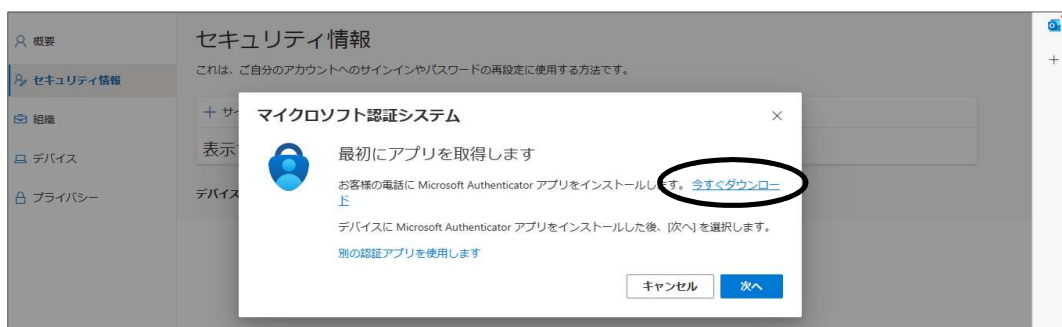 概要
セキュリティ情報
組織
デバイス
プライバシー
セキュリティ情報
これは、ご自分のアカウントへのサインインやパスワードの再設定に使用する方法です。
+ サ
表示
デバイス
マイクロソフト認証システム
最初にアプリを取得します
お客様の電話に Microsoft Authenticator アプリをインストールします。今すぐダウンロー
ド
デバイスに Microsoft Authenticator アプリをインストールした後、[次へ] を選択します。
別の認証アプリを使用します
キャンセル 次へ